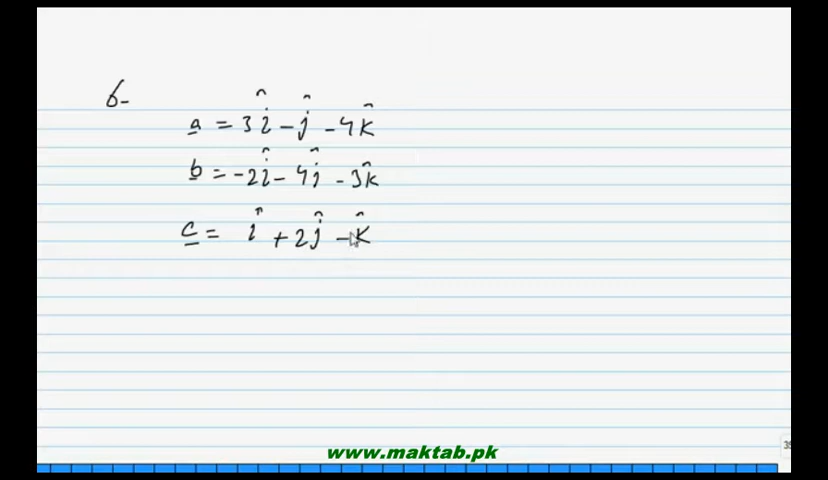 6-
a = 3î - ĵ - 4k̂
b = -2î - 4ĵ - 3k̂
c = î + 2ĵ - k̂
www.maktab.pk